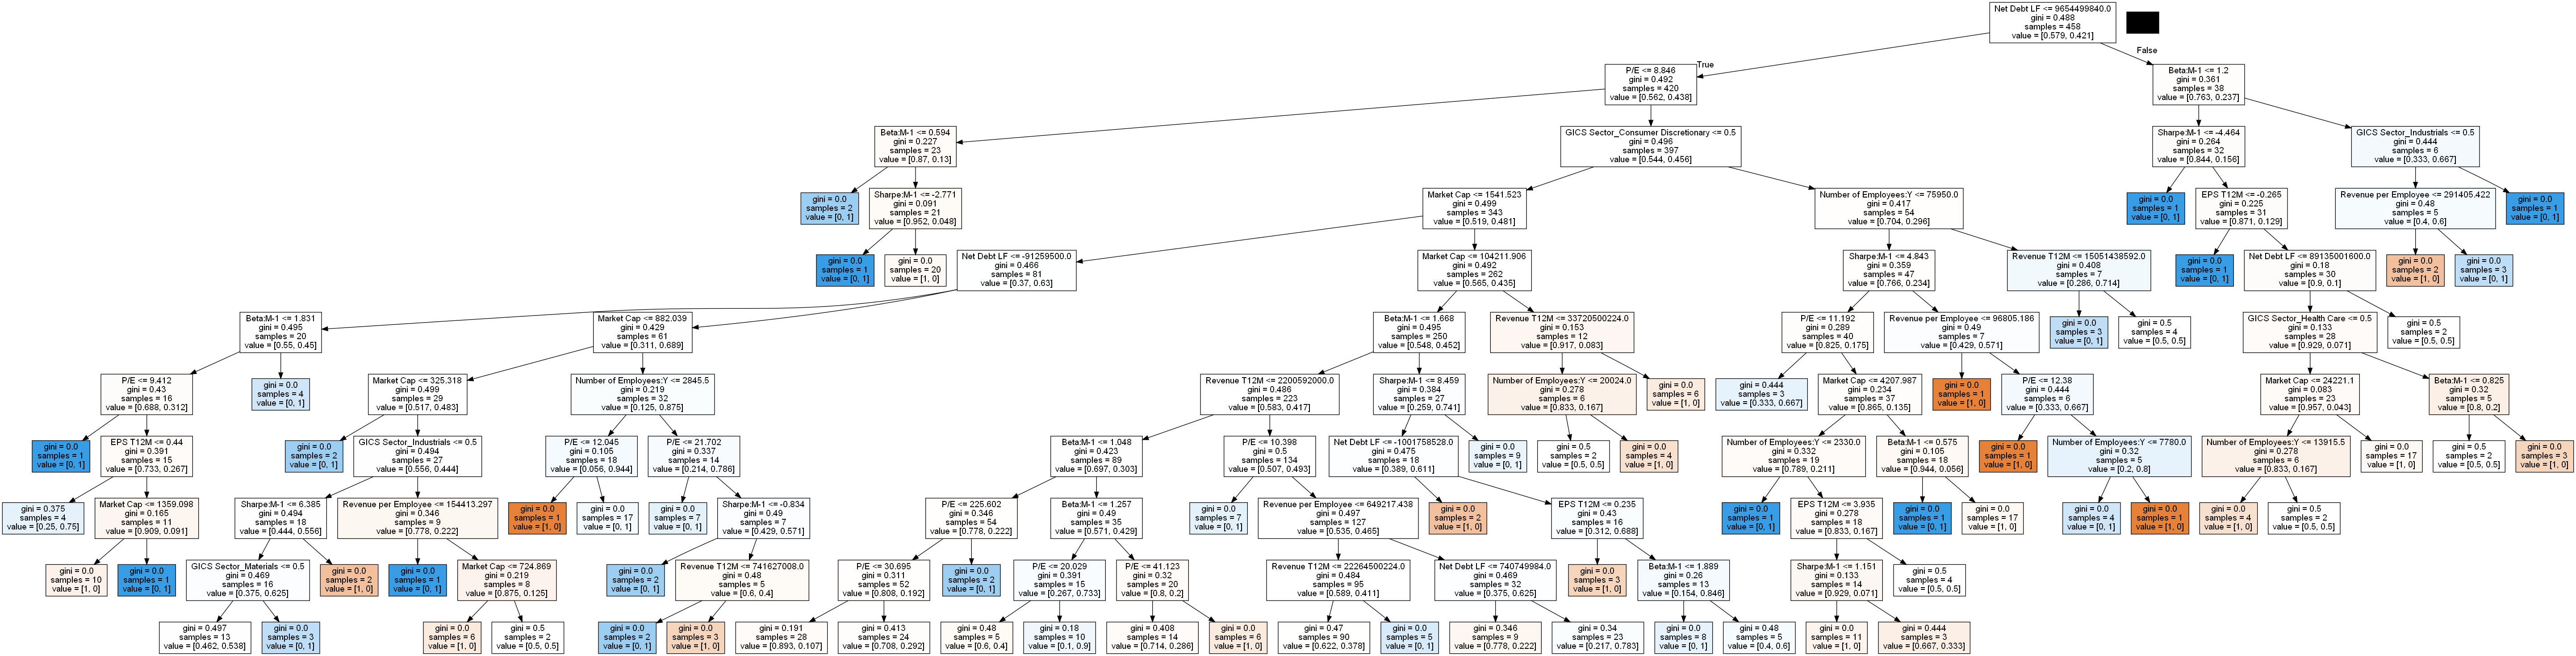 Net Debt LF <= 9654499840.0
gini = 0.488
samples = 458
value = [0.579, 0.421]
True
False
P/E <= 8.846
gini = 0.492
samples = 420
value = [0.562, 0.438]
Beta:M-1 <= 1.2
gini = 0.361
samples = 38
value = [0.763, 0.237]
Beta:M-1 <= 0.594
gini = 0.227
samples = 23
value = [0.87, 0.13]
GICS Sector_Consumer Discretionary <= 0.5
gini = 0.496
samples = 397
value = [0.544, 0.456]
Sharpe:M-1 <= -4.464
gini = 0.264
samples = 32
value = [0.844, 0.156]
GICS Sector_Industrials <= 0.5
gini = 0.444
samples = 6
value = [0.333, 0.667]
gini = 0.0
samples = 2
value = [0, 1]
Sharpe:M-1 <= -2.771
gini = 0.091
samples = 21
value = [0.952, 0.048]
Market Cap <= 1541.523
gini = 0.499
samples = 343
value = [0.519, 0.481]
Number of Employees:Y <= 75950.0
gini = 0.417
samples = 54
value = [0.704, 0.296]
gini = 0.0
samples = 1
value = [0, 1]
EPS T12M <= -0.265
gini = 0.225
samples = 31
value = [0.871, 0.129]
Revenue per Employee <= 291405.422
gini = 0.48
samples = 5
value = [0.4, 0.6]
gini = 0.0
samples = 1
value = [0, 1]
gini = 0.0
samples = 1
value = [0, 1]
gini = 0.0
samples = 20
value = [1, 0]
Net Debt LF <= -91259500.0
gini = 0.466
samples = 81
value = [0.37, 0.63]
Market Cap <= 104211.906
gini = 0.492
samples = 262
value = [0.565, 0.435]
Sharpe:M-1 <= 4.843
gini = 0.359
samples = 47
value = [0.766, 0.234]
Revenue T12M <= 15051438592.0
gini = 0.408
samples = 7
value = [0.286, 0.714]
gini = 0.0
samples = 1
value = [0, 1]
Net Debt LF <= 89135001600.0
gini = 0.18
samples = 30
value = [0.9, 0.1]
gini = 0.0
samples = 2
value = [1, 0]
gini = 0.0
samples = 3
value = [0, 1]
Beta:M-1 <= 1.831
gini = 0.495
samples = 20
value = [0.55, 0.45]
Market Cap <= 882.039
gini = 0.429
samples = 61
value = [0.311, 0.689]
Beta:M-1 <= 1.668
gini = 0.495
samples = 250
value = [0.548, 0.452]
Revenue T12M <= 33720500224.0
gini = 0.153
samples = 12
value = [0.917, 0.083]
P/E <= 11.192
gini = 0.289
samples = 40
value = [0.825, 0.175]
Revenue per Employee <= 96805.186
gini = 0.49
samples = 7
value = [0.429, 0.571]
gini = 0.0
samples = 3
value = [0, 1]
gini = 0.5
samples = 4
value = [0.5, 0.5]
GICS Sector_Health Care <= 0.5
gini = 0.133
samples = 28
value = [0.929, 0.071]
gini = 0.5
samples = 2
value = [0.5, 0.5]
P/E <= 9.412
gini = 0.43
samples = 16
value = [0.688, 0.312]
gini = 0.0
samples = 4
value = [0, 1]
Market Cap <= 325.318
gini = 0.499
samples = 29
value = [0.517, 0.483]
Number of Employees:Y <= 2845.5
gini = 0.219
samples = 32
value = [0.125, 0.875]
Revenue T12M <= 2200592000.0
gini = 0.486
samples = 223
value = [0.583, 0.417]
Sharpe:M-1 <= 8.459
gini = 0.384
samples = 27
value = [0.259, 0.741]
Number of Employees:Y <= 20024.0
gini = 0.278
samples = 6
value = [0.833, 0.167]
gini = 0.0
samples = 6
value = [1, 0]
gini = 0.444
samples = 3
value = [0.333, 0.667]
Market Cap <= 4207.987
gini = 0.234
samples = 37
value = [0.865, 0.135]
gini = 0.0
samples = 1
value = [1, 0]
P/E <= 12.38
gini = 0.444
samples = 6
value = [0.333, 0.667]
Market Cap <= 24221.1
gini = 0.083
samples = 23
value = [0.957, 0.043]
Beta:M-1 <= 0.825
gini = 0.32
samples = 5
value = [0.8, 0.2]
gini = 0.0
samples = 1
value = [0, 1]
EPS T12M <= 0.44
gini = 0.391
samples = 15
value = [0.733, 0.267]
gini = 0.0
samples = 2
value = [0, 1]
GICS Sector_Industrials <= 0.5
gini = 0.494
samples = 27
value = [0.556, 0.444]
P/E <= 12.045
gini = 0.105
samples = 18
value = [0.056, 0.944]
P/E <= 21.702
gini = 0.337
samples = 14
value = [0.214, 0.786]
Beta:M-1 <= 1.048
gini = 0.423
samples = 89
value = [0.697, 0.303]
P/E <= 10.398
gini = 0.5
samples = 134
value = [0.507, 0.493]
Net Debt LF <= -1001758528.0
gini = 0.475
samples = 18
value = [0.389, 0.611]
gini = 0.0
samples = 9
value = [0, 1]
gini = 0.5
samples = 2
value = [0.5, 0.5]
gini = 0.0
samples = 4
value = [1, 0]
Number of Employees:Y <= 2330.0
gini = 0.332
samples = 19
value = [0.789, 0.211]
Beta:M-1 <= 0.575
gini = 0.105
samples = 18
value = [0.944, 0.056]
gini = 0.0
samples = 1
value = [1, 0]
Number of Employees:Y <= 7780.0
gini = 0.32
samples = 5
value = [0.2, 0.8]
Number of Employees:Y <= 13915.5
gini = 0.278
samples = 6
value = [0.833, 0.167]
gini = 0.0
samples = 17
value = [1, 0]
gini = 0.5
samples = 2
value = [0.5, 0.5]
gini = 0.0
samples = 3
value = [1, 0]
gini = 0.375
samples = 4
value = [0.25, 0.75]
Market Cap <= 1359.098
gini = 0.165
samples = 11
value = [0.909, 0.091]
Sharpe:M-1 <= 6.385
gini = 0.494
samples = 18
value = [0.444, 0.556]
Revenue per Employee <= 154413.297
gini = 0.346
samples = 9
value = [0.778, 0.222]
gini = 0.0
samples = 1
value = [1, 0]
gini = 0.0
samples = 17
value = [0, 1]
gini = 0.0
samples = 7
value = [0, 1]
Sharpe:M-1 <= -0.834
gini = 0.49
samples = 7
value = [0.429, 0.571]
P/E <= 225.602
gini = 0.346
samples = 54
value = [0.778, 0.222]
Beta:M-1 <= 1.257
gini = 0.49
samples = 35
value = [0.571, 0.429]
gini = 0.0
samples = 7
value = [0, 1]
Revenue per Employee <= 649217.438
gini = 0.497
samples = 127
value = [0.535, 0.465]
gini = 0.0
samples = 2
value = [1, 0]
EPS T12M <= 0.235
gini = 0.43
samples = 16
value = [0.312, 0.688]
gini = 0.0
samples = 1
value = [0, 1]
EPS T12M <= 3.935
gini = 0.278
samples = 18
value = [0.833, 0.167]
gini = 0.0
samples = 1
value = [0, 1]
gini = 0.0
samples = 17
value = [1, 0]
gini = 0.0
samples = 4
value = [0, 1]
gini = 0.0
samples = 1
value = [1, 0]
gini = 0.0
samples = 4
value = [1, 0]
gini = 0.5
samples = 2
value = [0.5, 0.5]
gini = 0.0
samples = 10
value = [1, 0]
gini = 0.0
samples = 1
value = [0, 1]
GICS Sector_Materials <= 0.5
gini = 0.469
samples = 16
value = [0.375, 0.625]
gini = 0.0
samples = 2
value = [1, 0]
gini = 0.0
samples = 1
value = [0, 1]
Market Cap <= 724.869
gini = 0.219
samples = 8
value = [0.875, 0.125]
gini = 0.0
samples = 2
value = [0, 1]
Revenue T12M <= 741627008.0
gini = 0.48
samples = 5
value = [0.6, 0.4]
P/E <= 30.695
gini = 0.311
samples = 52
value = [0.808, 0.192]
gini = 0.0
samples = 2
value = [0, 1]
P/E <= 20.029
gini = 0.391
samples = 15
value = [0.267, 0.733]
P/E <= 41.123
gini = 0.32
samples = 20
value = [0.8, 0.2]
Revenue T12M <= 22264500224.0
gini = 0.484
samples = 95
value = [0.589, 0.411]
Net Debt LF <= 740749984.0
gini = 0.469
samples = 32
value = [0.375, 0.625]
gini = 0.0
samples = 3
value = [1, 0]
Beta:M-1 <= 1.889
gini = 0.26
samples = 13
value = [0.154, 0.846]
Sharpe:M-1 <= 1.151
gini = 0.133
samples = 14
value = [0.929, 0.071]
gini = 0.5
samples = 4
value = [0.5, 0.5]
gini = 0.497
samples = 13
value = [0.462, 0.538]
gini = 0.0
samples = 3
value = [0, 1]
gini = 0.0
samples = 6
value = [1, 0]
gini = 0.5
samples = 2
value = [0.5, 0.5]
gini = 0.0
samples = 2
value = [0, 1]
gini = 0.0
samples = 3
value = [1, 0]
gini = 0.191
samples = 28
value = [0.893, 0.107]
gini = 0.413
samples = 24
value = [0.708, 0.292]
gini = 0.48
samples = 5
value = [0.6, 0.4]
gini = 0.18
samples = 10
value = [0.1, 0.9]
gini = 0.408
samples = 14
value = [0.714, 0.286]
gini = 0.0
samples = 6
value = [1, 0]
gini = 0.47
samples = 90
value = [0.622, 0.378]
gini = 0.0
samples = 5
value = [0, 1]
gini = 0.346
samples = 9
value = [0.778, 0.222]
gini = 0.34
samples = 23
value = [0.217, 0.783]
gini = 0.0
samples = 8
value = [0, 1]
gini = 0.48
samples = 5
value = [0.4, 0.6]
gini = 0.0
samples = 11
value = [1, 0]
gini = 0.444
samples = 3
value = [0.667, 0.333]